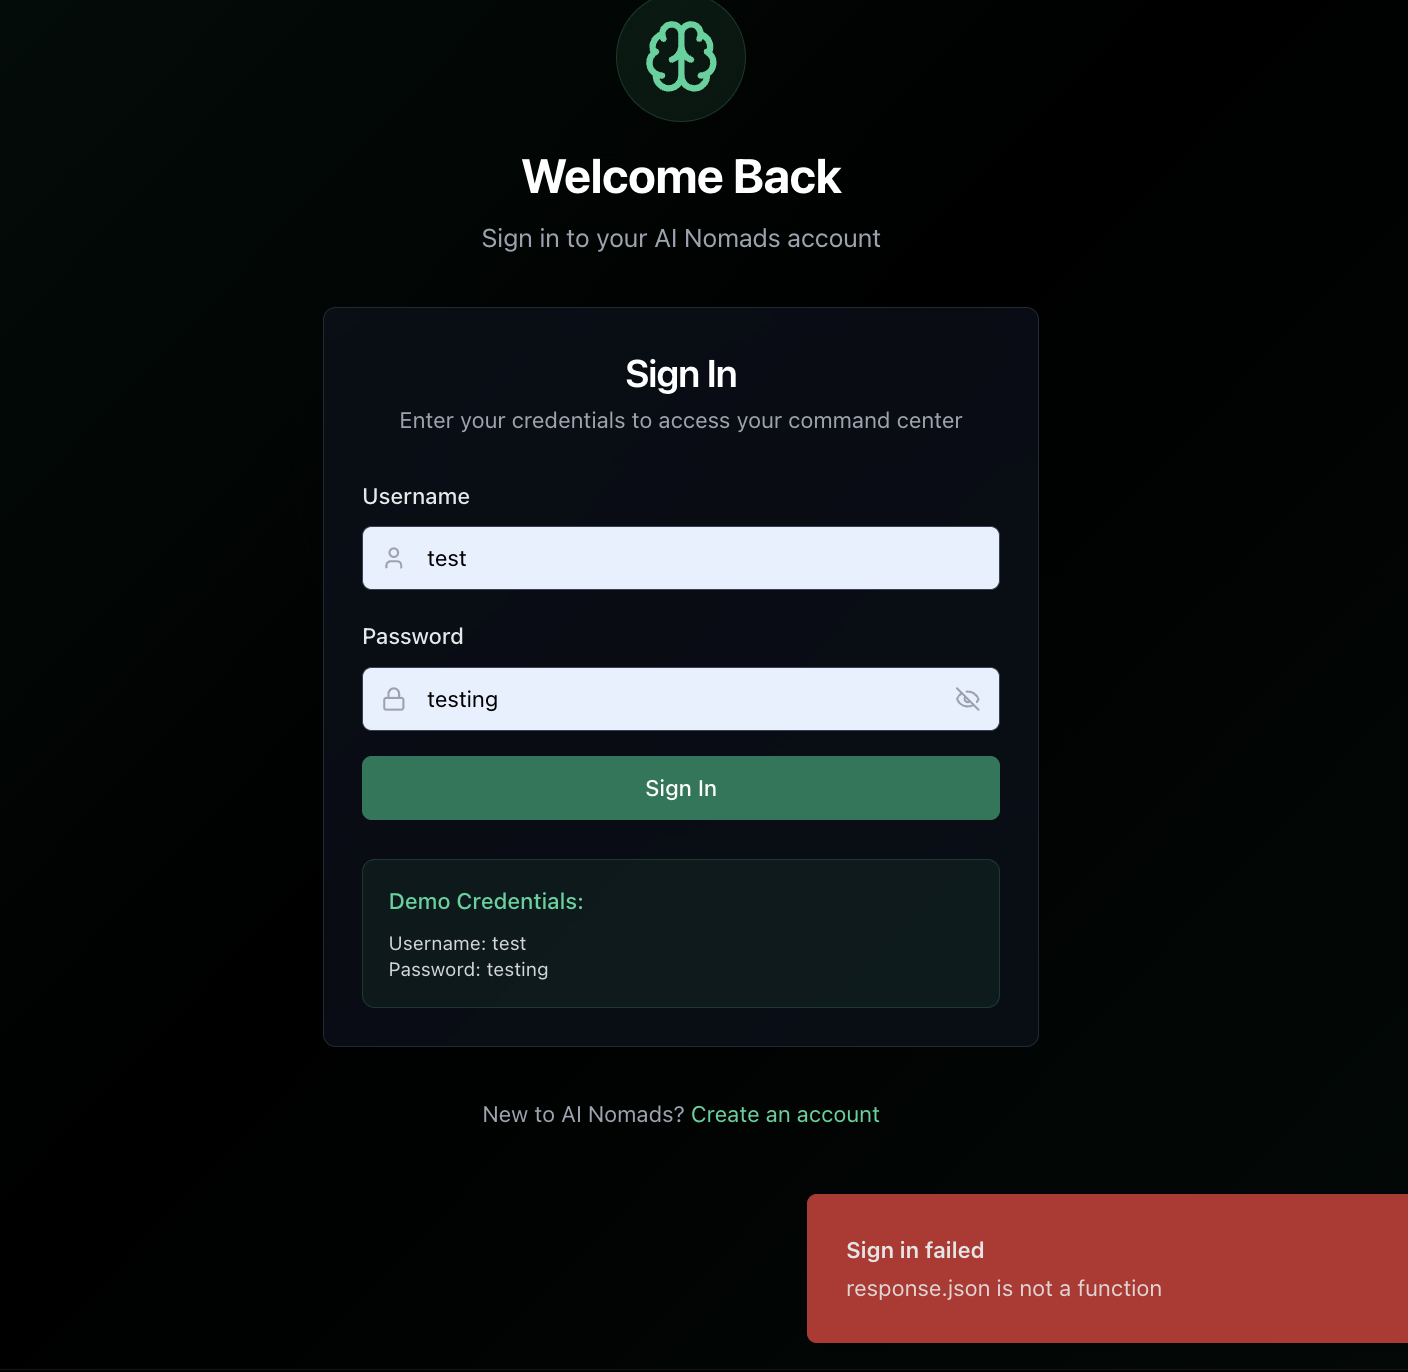 Welcome Back
Sign in to your AI Nomads account
Sign In
Enter your credentials to access your command center
Username
test
Password
testing
Sign In
Demo Credentials:
Username: test
Password: testing
New to AI Nomads? Create an account
Sign in failed
response.json is not a function